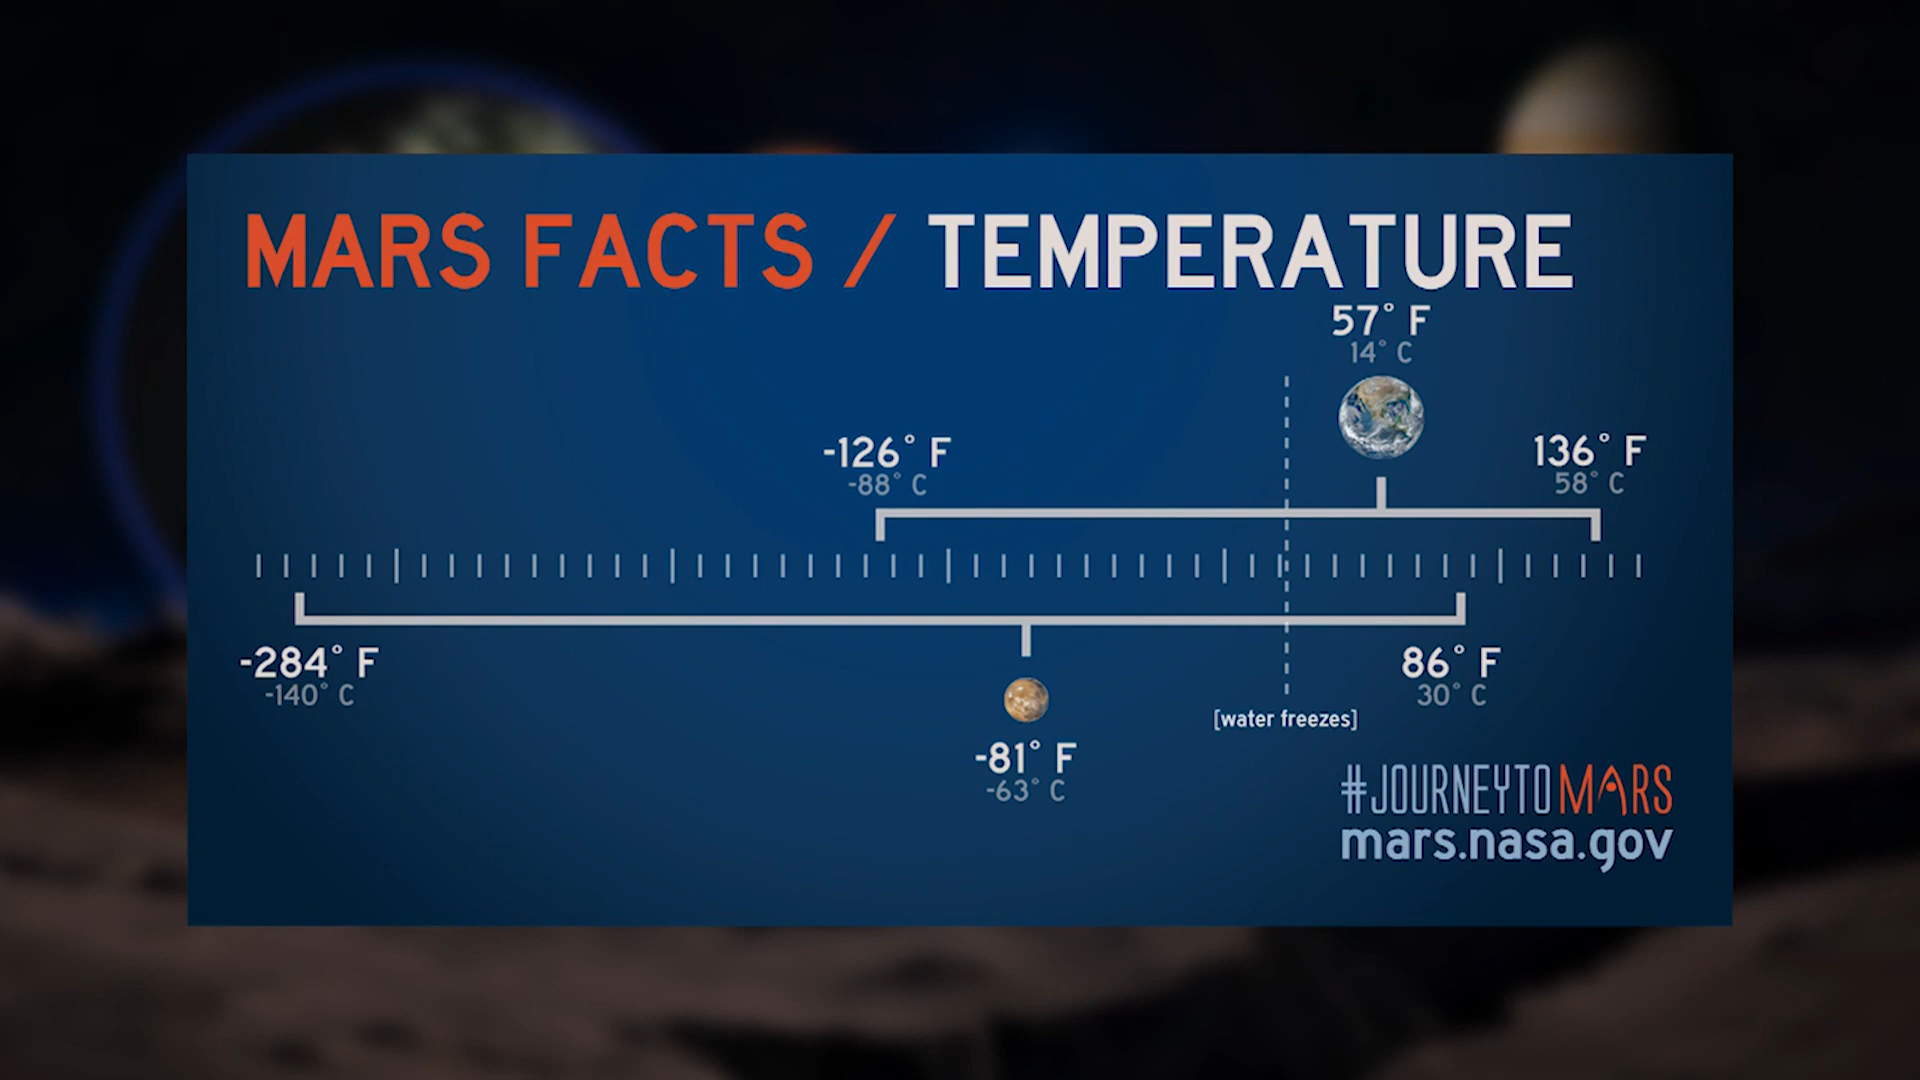 MARS FACTS / TEMPERATURE
57° F
14° C
-126° F
-88° C
136° F
58° C
-284° F
-140° C
86° F
30° C
[water freezes]
-81° F
-63° C
#JOURNEYTOMARS
mars.nasa.gov